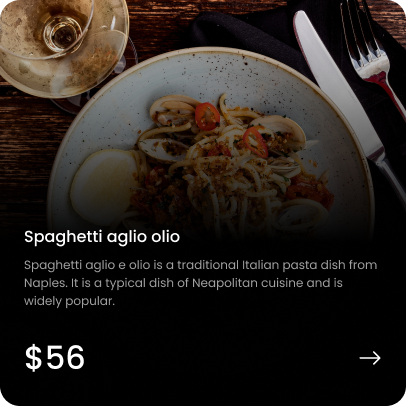 Spaghetti aglio olio
Spaghetti aglio e olio is a traditional Italian pasta dish from
Naples. It is a typical dish of Neapolitan cuisine and is
widely popular.
$56